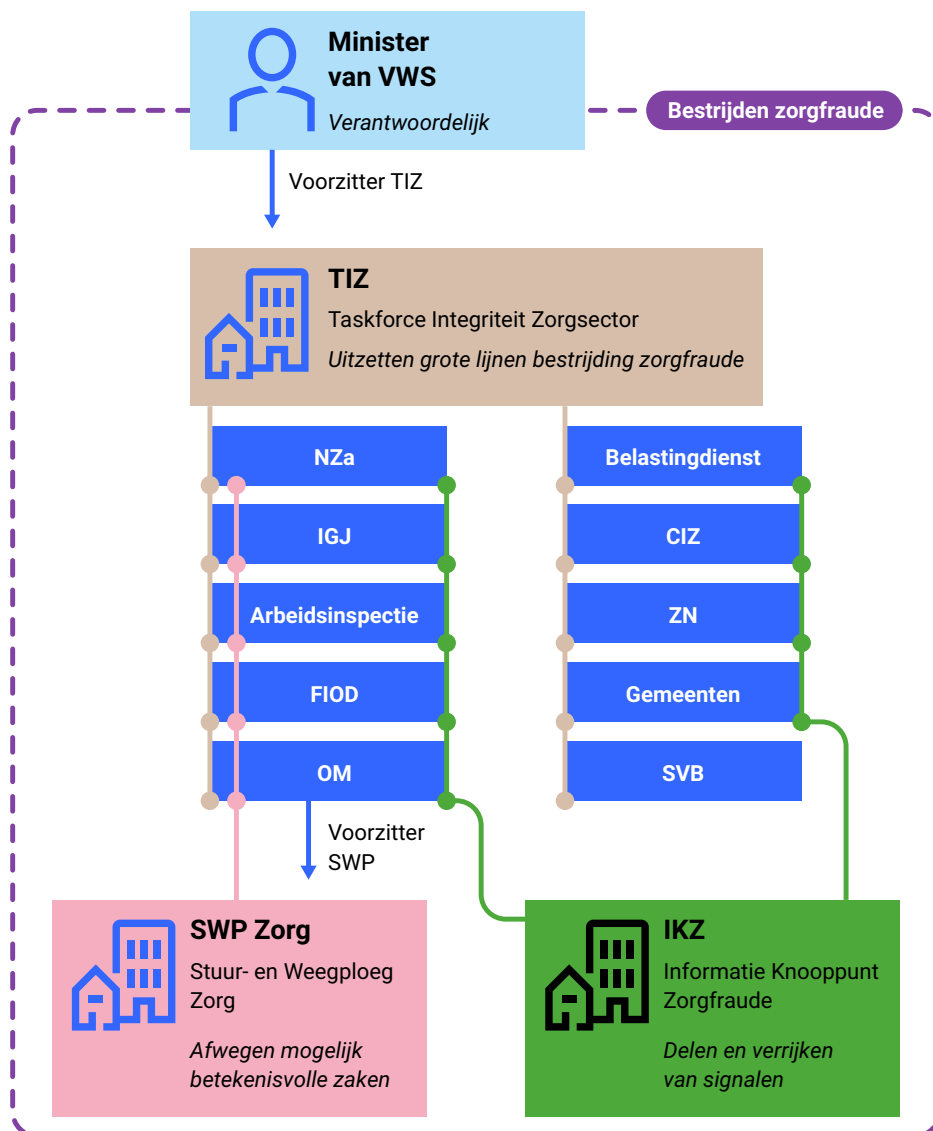 Minister
van VWS
Verantwoordelijk
Bestrijden zorgfraude
Voorzitter TIZ
TIZ
Taskforce Integriteit Zorgsector
Uitzetten grote lijnen bestrijding zorgfraude
NZa
IGJ
Arbeidsinspectie
FIOD
OM
Belastingdienst
CIZ
ZN
Gemeenten
SVB
Voorzitter
SWP
SWP Zorg
Stuur- en Weegploeg
Zorg
Afwegen mogelijk
betekenisvolle zaken
IKZ
Informatie Knooppunt
Zorgfraude
Delen en verrijken
van signalen